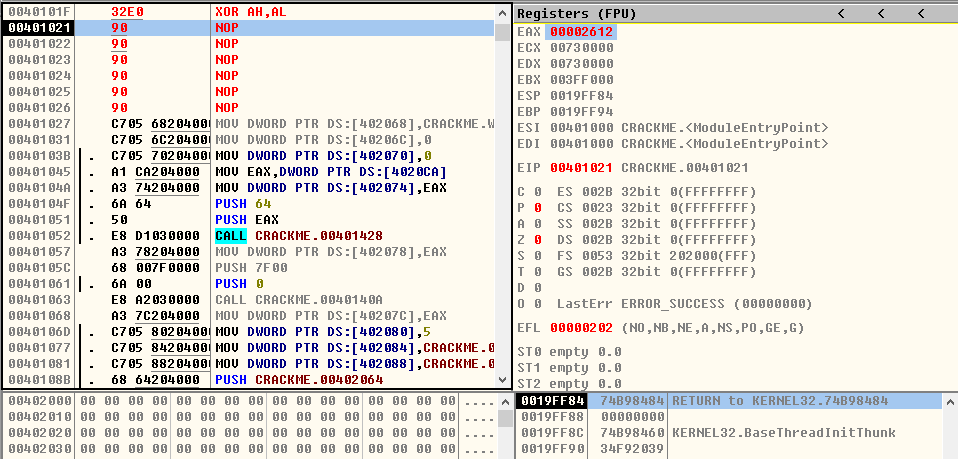 0040101F 32E0 XOR AH,AL
00401021 90 NOP
00401022 90 NOP
00401023 90 NOP
00401024 90 NOP
00401025 90 NOP
00401026 90 NOP
00401027 C705 68204000 MOV DWORD PTR DS:[402068],CRACKME.W
00401031 C705 6C204000 MOV DWORD PTR DS:[40206C],0
0040103B . C705 70204000 MOV DWORD PTR DS:[402070],0
00401045 . A1 CA204000 MOV EAX,DWORD PTR DS:[4020CA]
0040104A . A3 74204000 MOV DWORD PTR DS:[402074],EAX
0040104F . 6A 64 PUSH 64
00401051 . 50 PUSH EAX
00401052 . E8 D1030000 CALL CRACKME.00401428
00401057 A3 78204000 MOV DWORD PTR DS:[402078],EAX
0040105C 68 007F0000 PUSH 7F00
00401061 . 6A 00 PUSH 0
00401063 E8 A2030000 CALL CRACKME.0040140A
00401068 A3 7C204000 MOV DWORD PTR DS:[40207C],EAX
0040106D . C705 80204000 MOV DWORD PTR DS:[402080],5
00401077 . C705 84204000 MOV DWORD PTR DS:[402084],CRACKME.0
00401081 . C705 88204000 MOV DWORD PTR DS:[402088],CRACKME.0
0040108B . 68 64204000 PUSH CRACKME.00402064
Registers (FPU) < < <
EAX 00002612
ECX 00730000
EDX 00730000
EBX 003FF000
ESP 0019FF84
EBP 0019FF94
ESI 00401000 CRACKME.<ModuleEntryPoint>
EDI 00401000 CRACKME.<ModuleEntryPoint>
EIP 00401021 CRACKME.00401021
C 0 ES 002B 32bit 0(FFFFFFFF)
P 0 CS 0023 32bit 0(FFFFFFFF)
A 0 SS 002B 32bit 0(FFFFFFFF)
Z 0 DS 002B 32bit 0(FFFFFFFF)
S 0 FS 0053 32bit 202000(FFF)
T 0 GS 002B 32bit 0(FFFFFFFF)
D 0
O 0 LastErr ERROR_SUCCESS (00000000)
EFL 00000202 (NO,NB,NE,A,NS,PO,GE,G)
ST0 empty 0.0
ST1 empty 0.0
ST2 empty 0.0
00402000 00 00 00 00 00 00 00 00 00 00 00 00 00 00 00 00 ....
00402010 00 00 00 00 00 00 00 00 00 00 00 00 00 00 00 00 ....
00402020 00 00 00 00 00 00 00 00 00 00 00 00 00 00 00 00 ....
00402030 00 00 00 00 00 00 00 00 00 00 00 00 00 00 00 00 ....
0019FF84 74B98484 RETURN to KERNEL32.74B98484
0019FF88 00000000
0019FF8C 74B98460 KERNEL32.BaseThreadInitThunk
0019FF90 34F92039